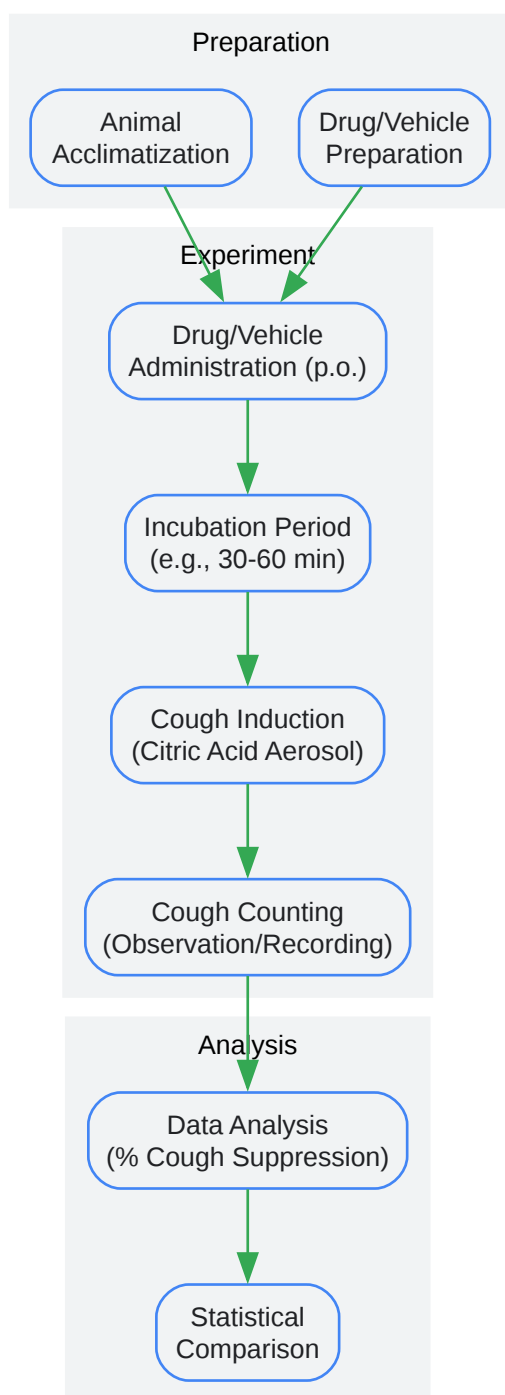 Preparation
Animal
Acclimatization
Drug/Vehicle
Preparation
Experiment
Drug/Vehicle
Administration (p.o.)
Incubation Period
(e.g., 30-60 min)
Cough Induction
(Citric Acid Aerosol)
Cough Counting
(Observation/Recording)
Analysis
Data Analysis
(% Cough Suppression)
Statistical
Comparison